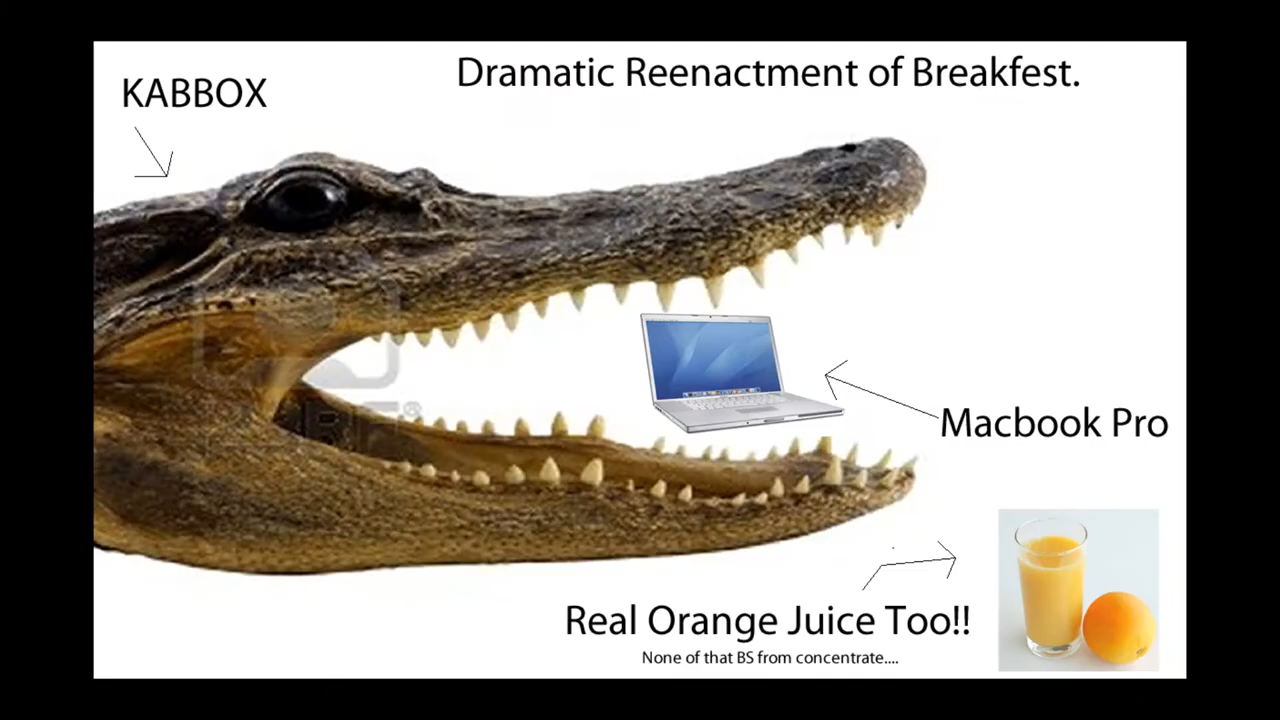 Dramatic Reenactment of Breakfest.
KABBOX
Macbook Pro
Real Orange Juice Too!!
None of that BS from concentrate....